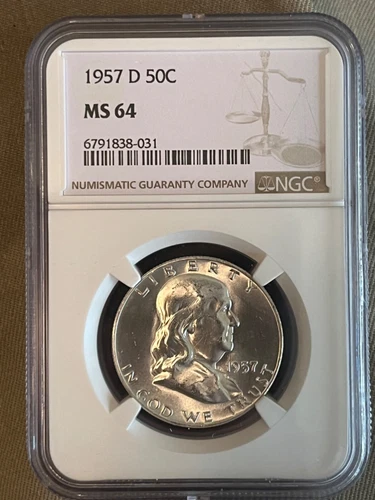 1957 D 50C
MS 64
6791838-031
NUMISMATIC GUARANTY COMPANY NGC®
LIBERTY
1957
IN GOD WE TRUST